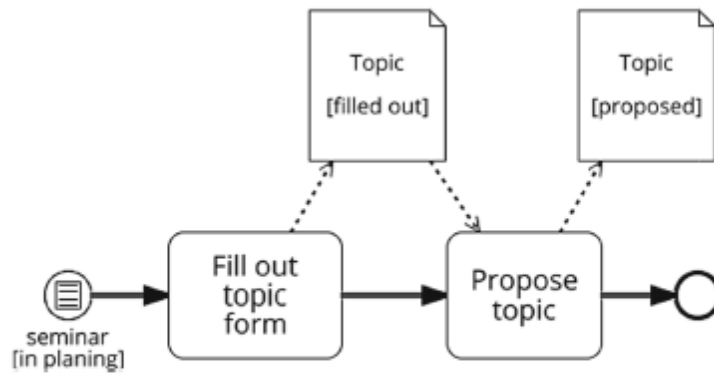 Topic
[filled out]
Topic
[proposed]
Fill out
topic
form
Propose
topic
seminar
[in planing]